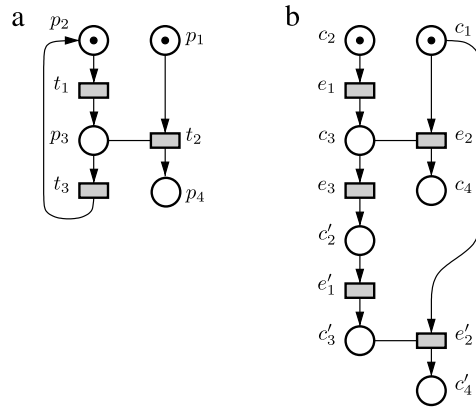 a
p₂
p₁
t₁
p₃
t₂
t₃
p₄
b
c₂
c₁
e₁
c₃
e₂
e₃
c₄
c′₂
e′₁
c′₃
e′₂
c′₄